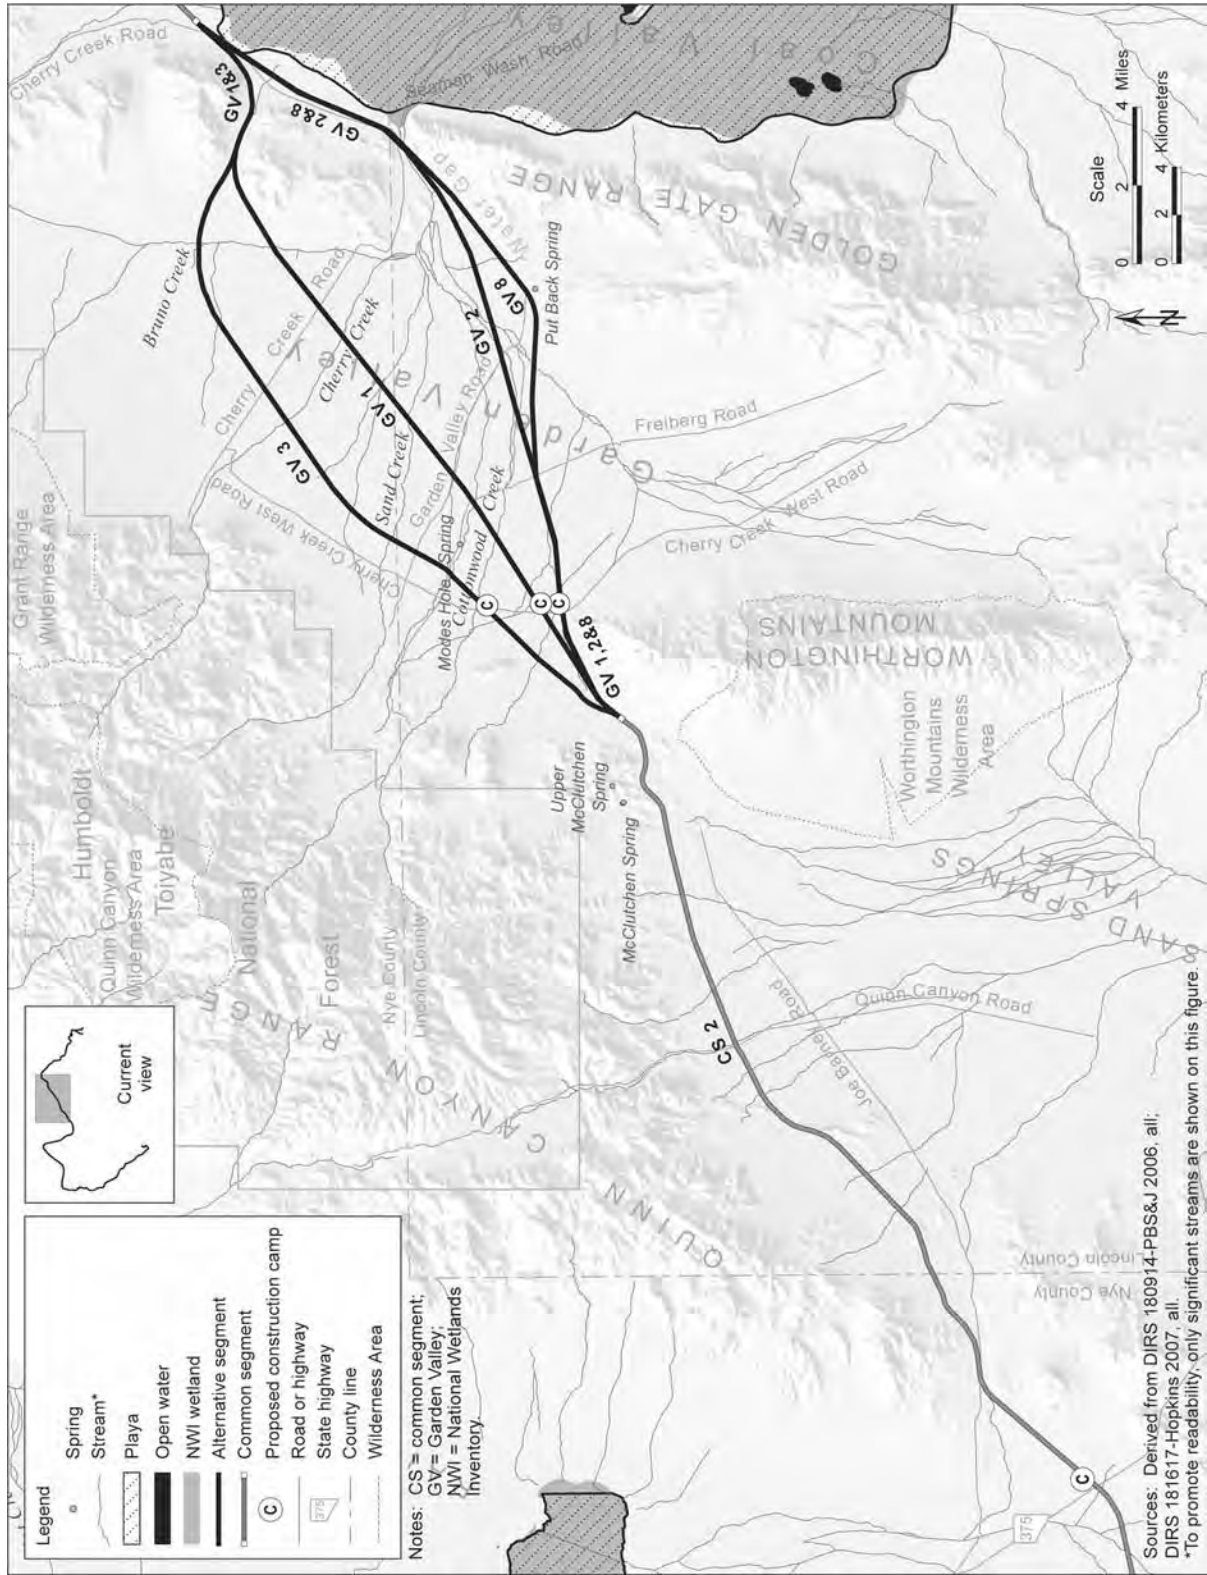 Legend
Spring
Stream*
Playa
Open water
NWI wetland
Alternative segment
Common segment
C
Proposed construction camp
Road or highway
375
State highway
County line
Wilderness Area
Notes: CS = common segment;
GV = Garden Valley;
NWI = National Wetlands
Inventory
Current
view
Grant Range
Wilderness Area
Humboldt
Quinn Canyon
Wilderness Area
Toiyabe
National
Forest
QUINN CANYON RANGE
Nye County
Lincoln County
Cherry Creek Road
GV 1&3
GV 2&8
Seaman Wash Road
Coal Valley
Bruno Creek
Cherry Creek Road
Cherry Creek
Water Gap
GOLDEN GATE RANGE
GV 3
GV 1
GV 2
GV 8
Put Back Spring
Garden Valley
Sand Creek
Garden Valley Road
Cherry Creek West Road
Modes Hole Spring
Cottonwood Creek
Freiberg Road
Cherry Creek West Road
C
C
C
GV 1,2&8
Upper
McClutchen
Spring
McClutchen Spring
WORTHINGTON
MOUNTAINS
Worthington
Mountains
Wilderness
Area
SAND SPRINGS
VALLEY
CS 2
Quinn Canyon Road
Joe Barney Road
Lincoln County
Nye County
C
375
Scale
0 2 4 Miles
0 2 4 Kilometers
N
Sources: Derived from DIRS 180914-PBS&J 2006, all;
DIRS 181617-Hopkins 2007, all.
*To promote readability, only significant streams are shown on this figure.